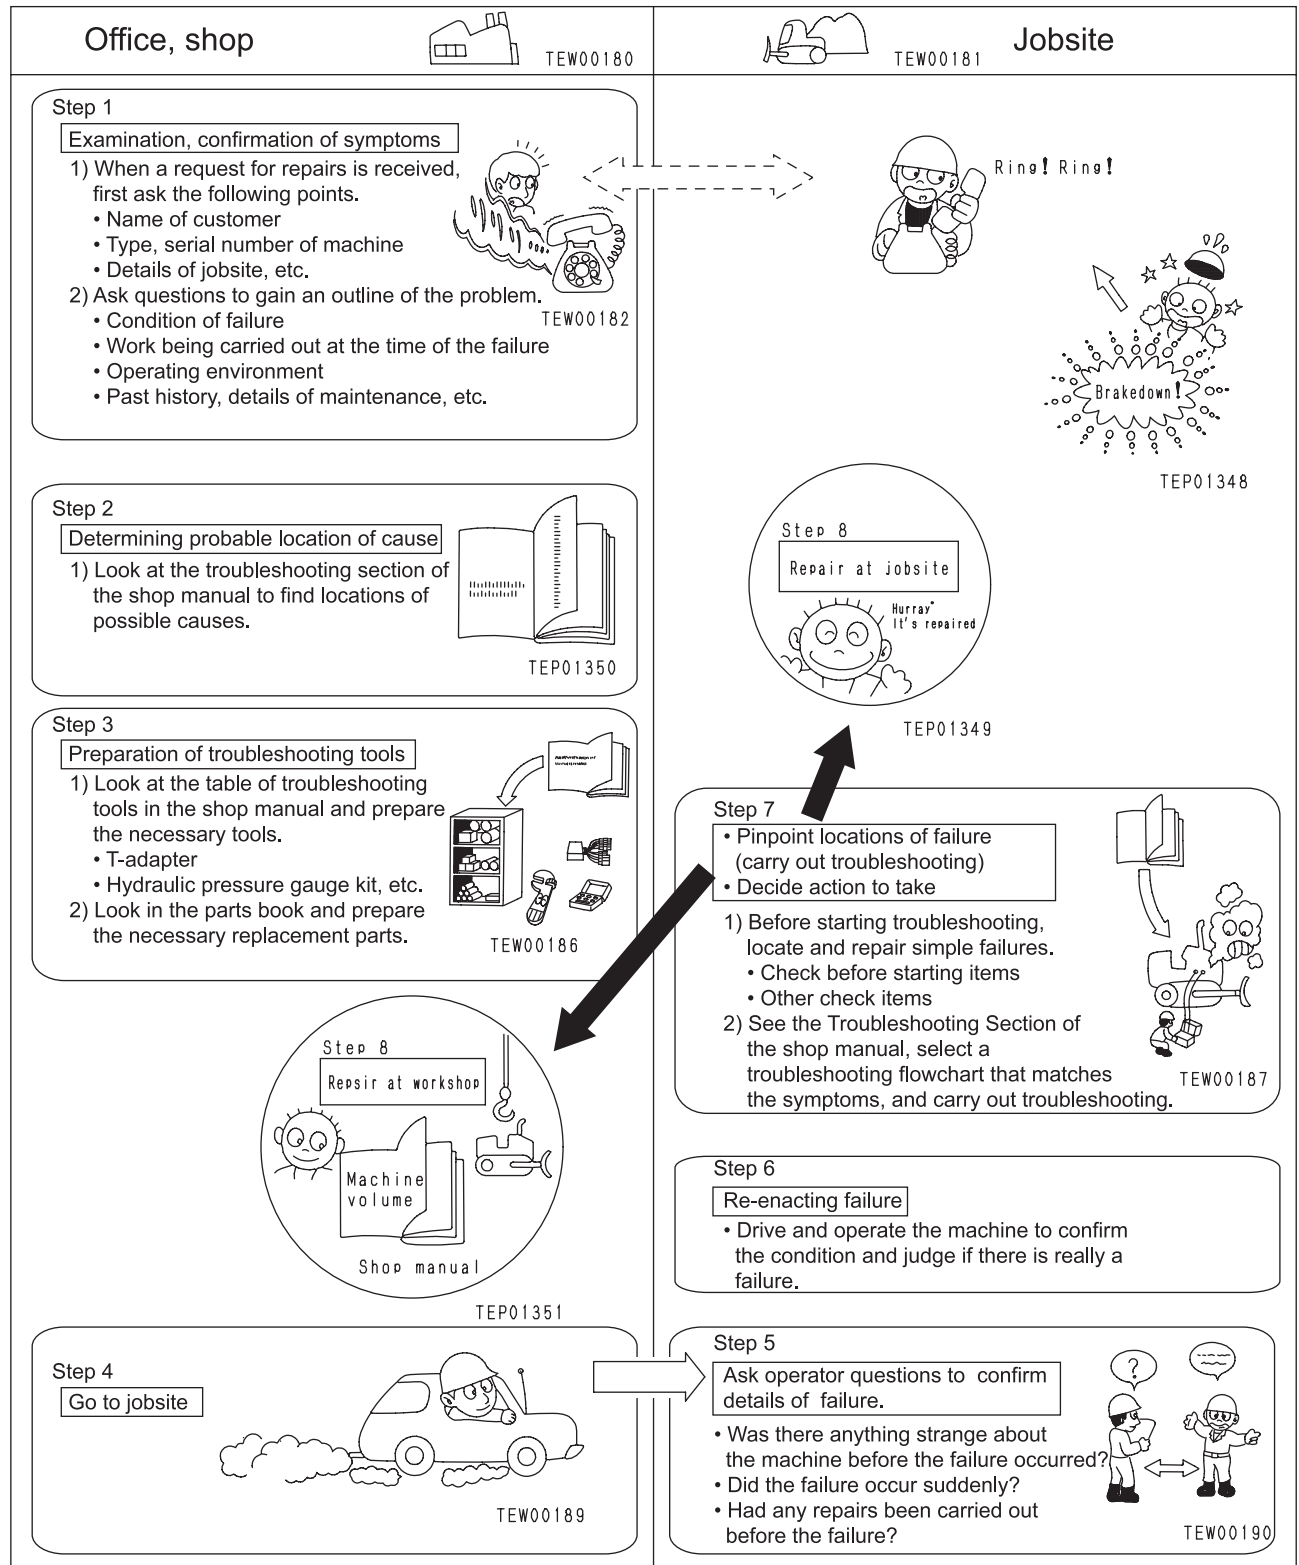 Office, shop
TEW00180
TEW00181
Jobsite
Step 1
Examination, confirmation of symptoms
1) When a request for repairs is received,
first ask the following points.
• Name of customer
• Type, serial number of machine
• Details of jobsite, etc.
2) Ask questions to gain an outline of the problem.
• Condition of failure
• Work being carried out at the time of the failure
• Operating environment
• Past history, details of maintenance, etc.
TEW00182
Ring! Ring!
Brakedown!
TEP01348
Step 2
Determining probable location of cause
1) Look at the troubleshooting section of
the shop manual to find locations of
possible causes.
TEP01350
Step 8
Repair at jobsite
Hurray"
It's repaired
TEP01349
Step 3
Preparation of troubleshooting tools
1) Look at the table of troubleshooting
tools in the shop manual and prepare
the necessary tools.
• T-adapter
• Hydraulic pressure gauge kit, etc.
2) Look in the parts book and prepare
the necessary replacement parts.
TEW00186
Step 7
• Pinpoint locations of failure
(carry out troubleshooting)
• Decide action to take
1) Before starting troubleshooting,
locate and repair simple failures.
• Check before starting items
• Other check items
2) See the Troubleshooting Section of
the shop manual, select a
troubleshooting flowchart that matches
the symptoms, and carry out troubleshooting.
TEW00187
Step 8
Repsir at workshop
Machine
volume
Shop manual
TEP01351
Step 6
Re-enacting failure
• Drive and operate the machine to confirm
the condition and judge if there is really a
failure.
Step 4
Go to jobsite
TEW00189
Step 5
Ask operator questions to confirm
details of failure.
• Was there anything strange about
the machine before the failure occurred?
• Did the failure occur suddenly?
• Had any repairs been carried out
before the failure?
?
TEW00190